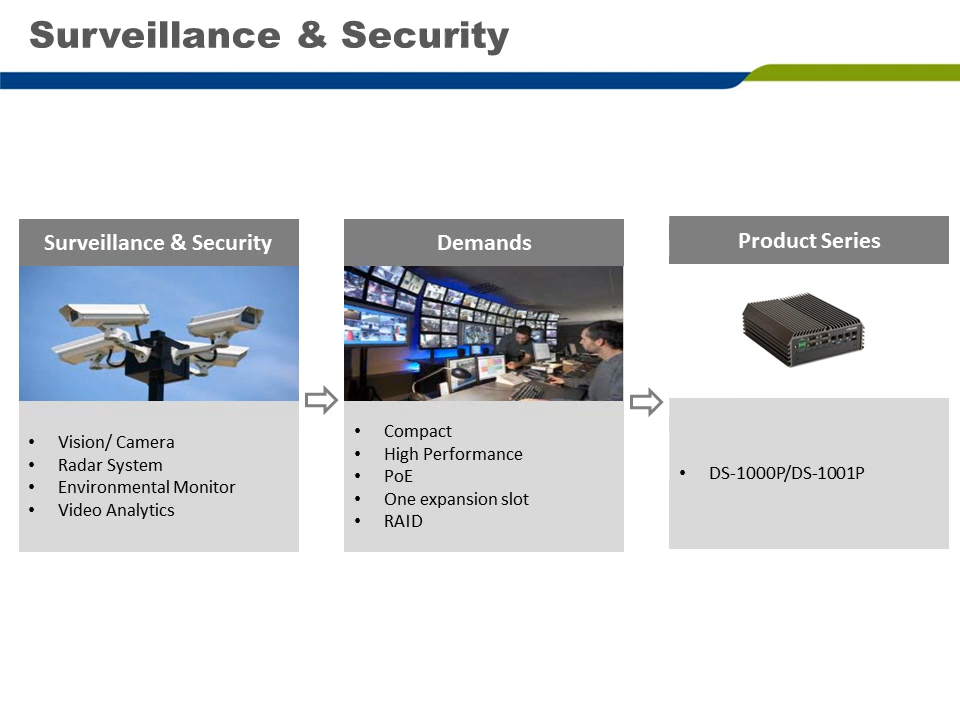 Surveillance & Security
Surveillance & Security
• Vision/ Camera
• Radar System
• Environmental Monitor
• Video Analytics
Demands
• Compact
• High Performance
• PoE
• One expansion slot
• RAID
Product Series
• DS-1000P/DS-1001P